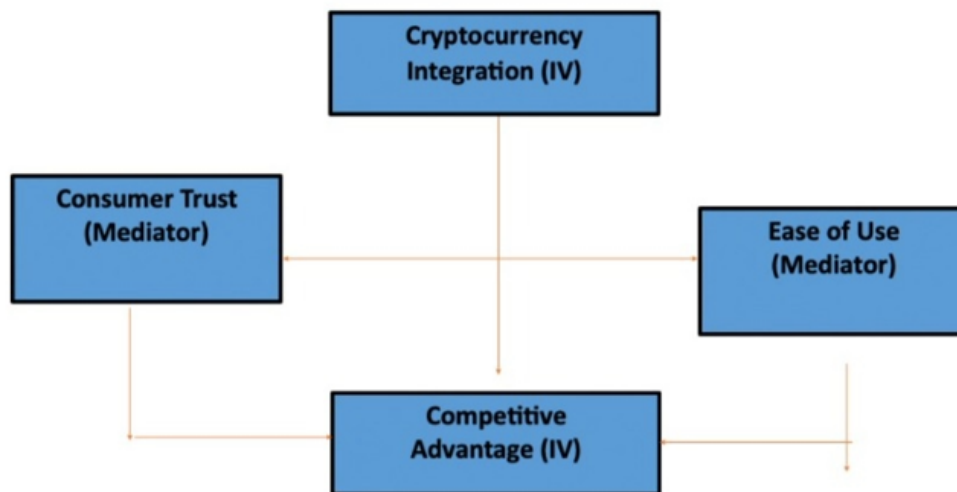 Cryptocurrency
Integration (IV)
Consumer Trust
(Mediator)
Ease of Use
(Mediator)
Competitive
Advantage (IV)